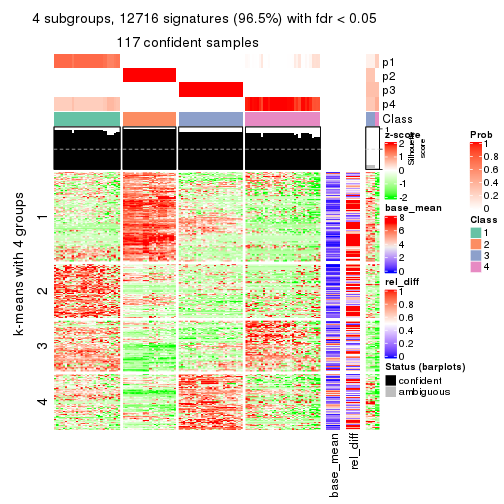 4 subgroups, 12716 signatures (96.5%) with fdr < 0.05
117 confident samples
p1
p2
p3
p4
Class
1
0
Silhouette
score
k-means with 4 groups
1
2
3
4
base_mean
rel_diff
z-score
2
1
0
-1
-2
base_mean
8
6
4
2
0
rel_diff
1
0.8
0.6
0.4
0.2
0
Status (barplots)
confident
ambiguous
Prob
1
0.8
0.6
0.4
0.2
0
Class
1
2
3
4